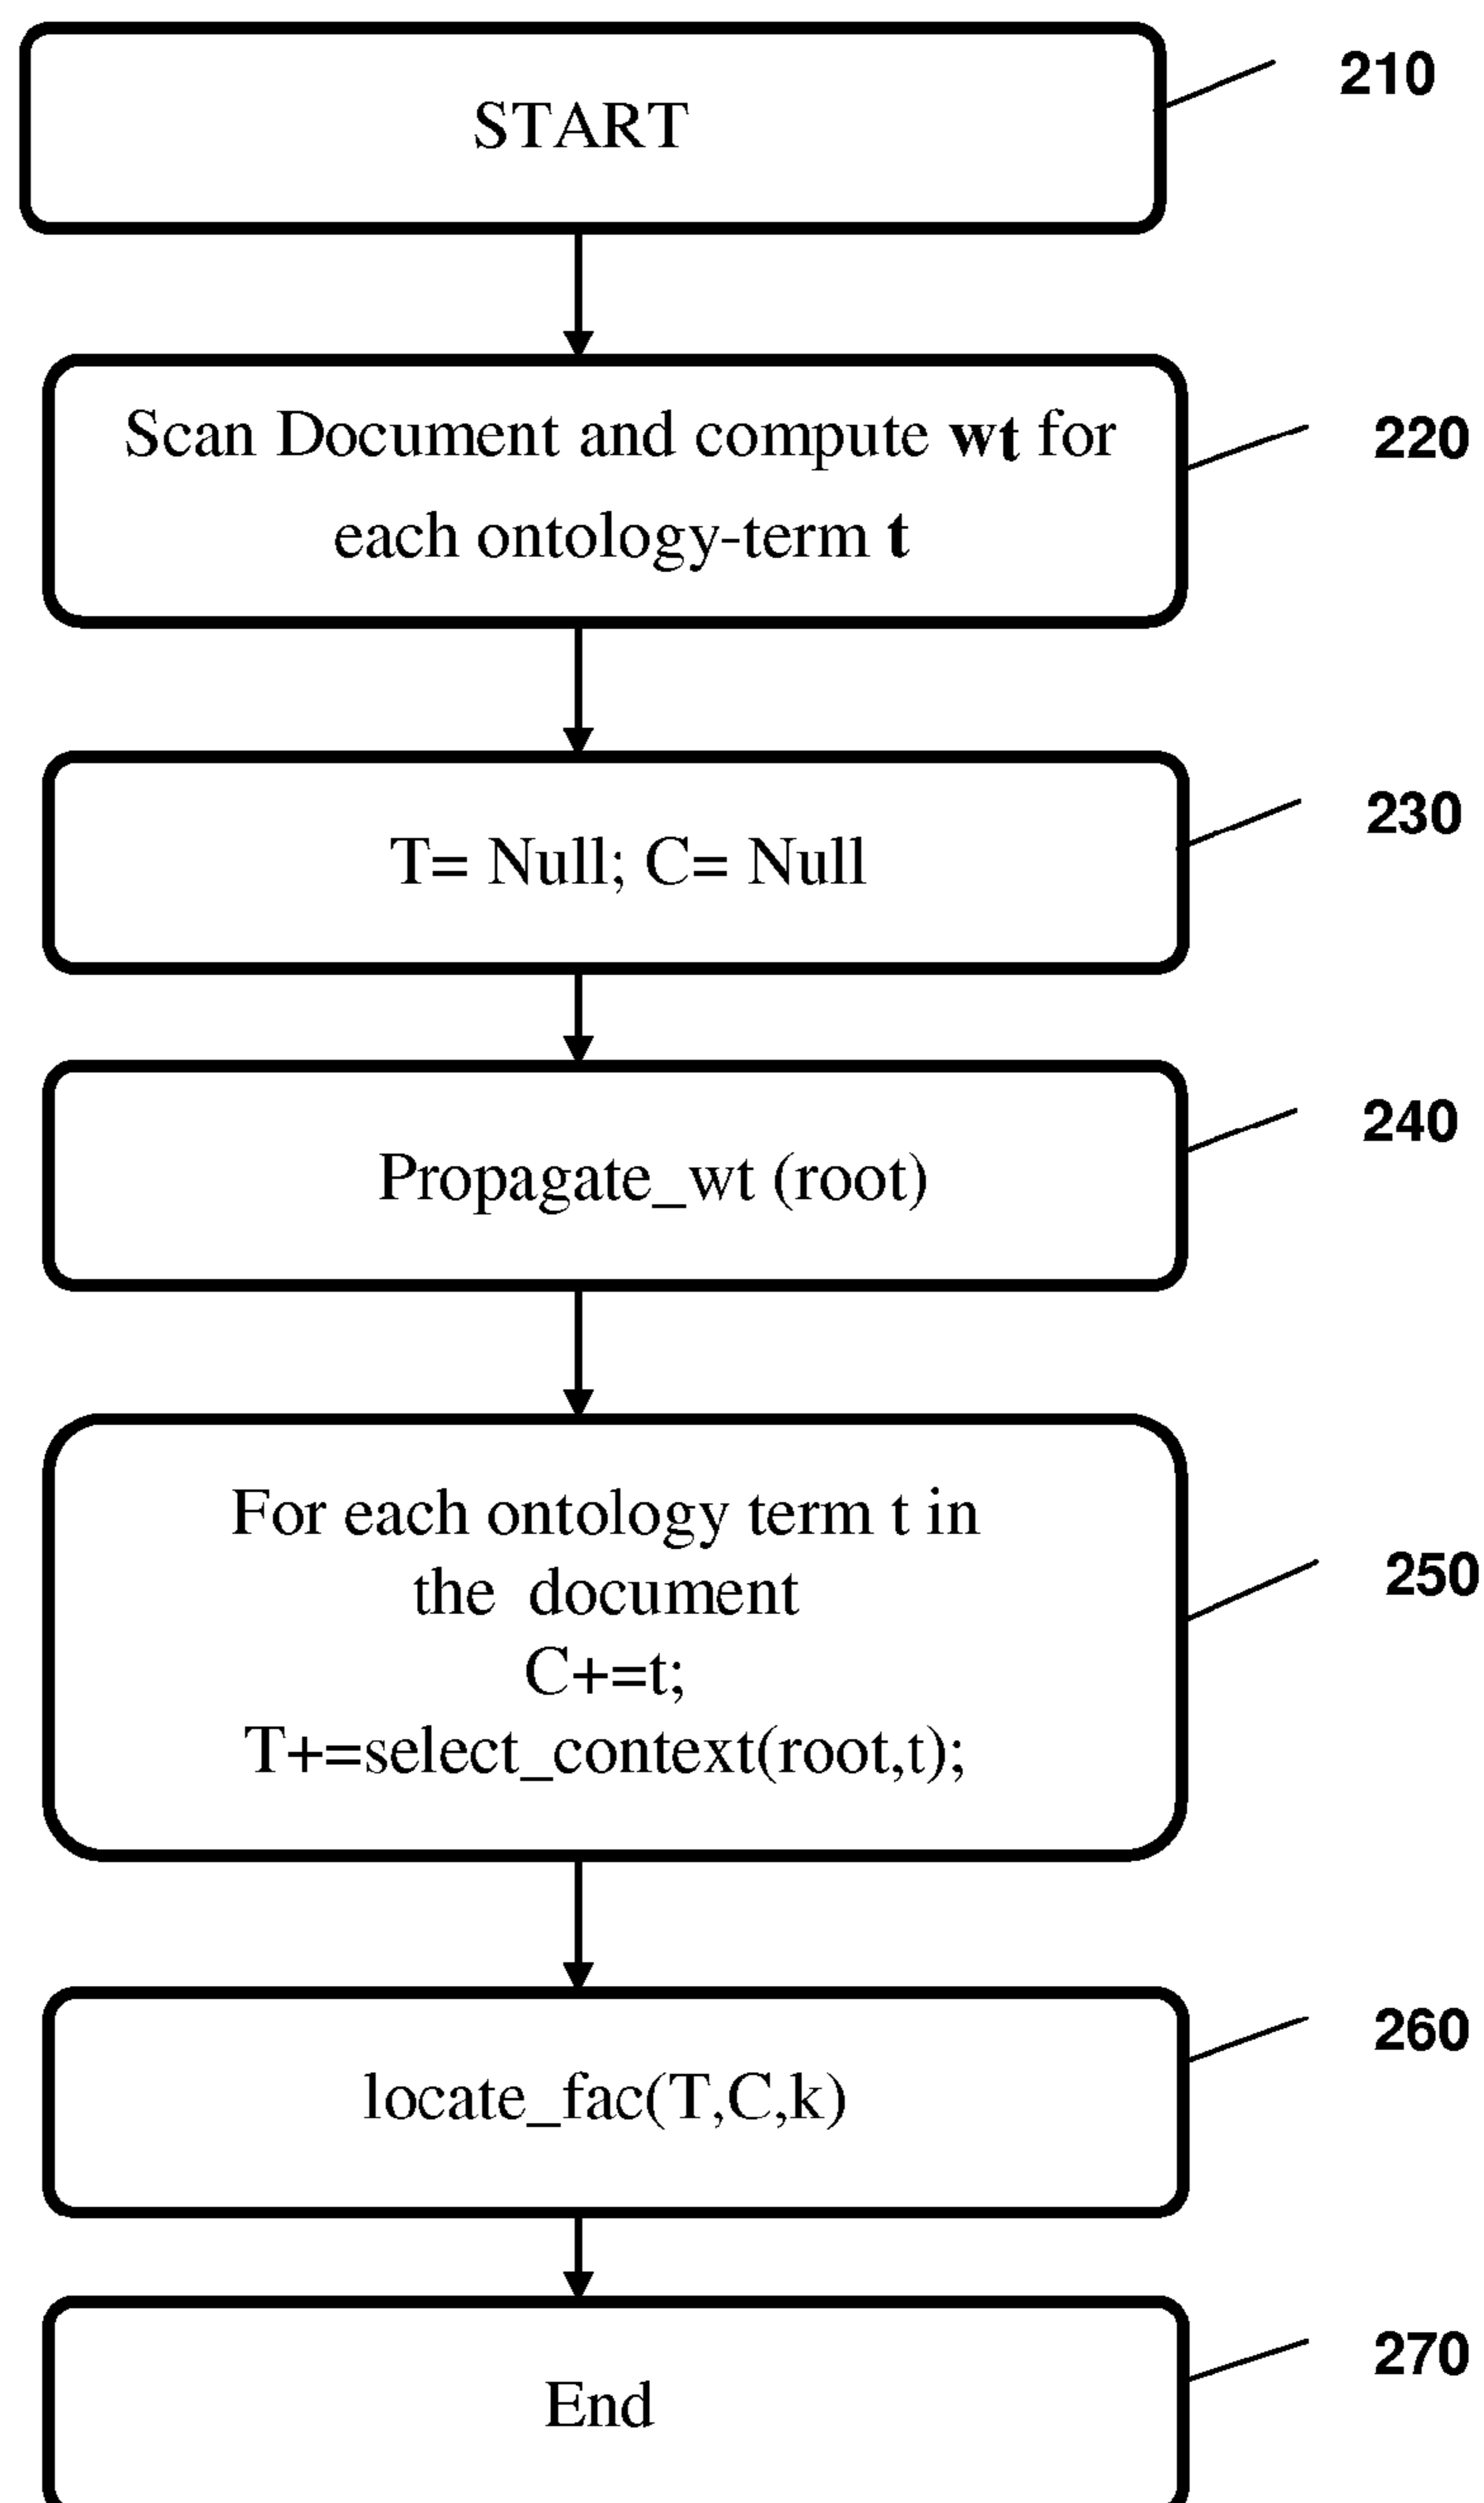 START
210
Scan Document and compute wt for
each ontology-term t
220
T= Null; C= Null
230
Propagate_wt (root)
240
For each ontology term t in
the document
C+=t;
T+=select_context(root,t);
250
locate_fac(T,C,k)
260
End
270